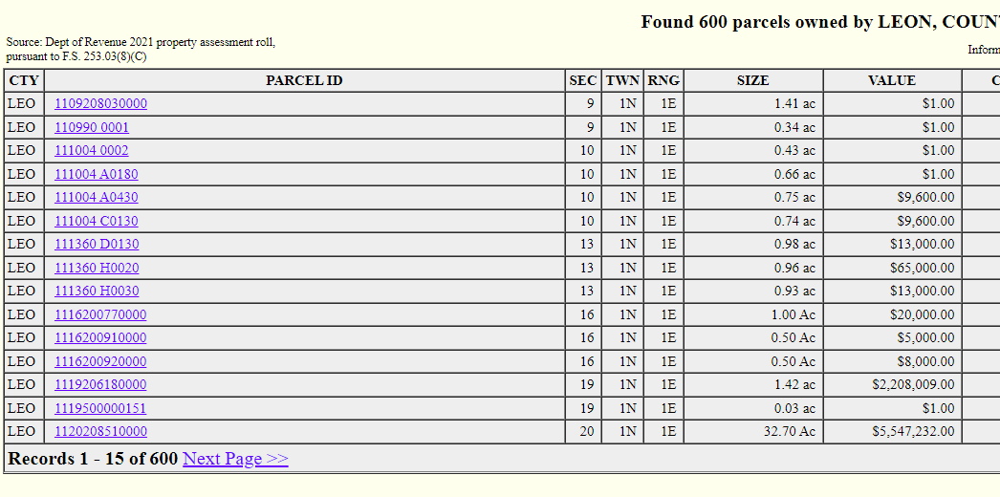 Found 600 parcels owned by LEON, COUN
Source: Dept of Revenue 2021 property assessment roll,
pursuant to F.S. 253.03(8)(C)
Inform
CTY PARCEL ID SEC TWN RNG SIZE VALUE C
LEO 1109208030000 9 1N 1E 1.41 ac $1.00
LEO 110990 0001 9 1N 1E 0.34 ac $1.00
LEO 111004 0002 10 1N 1E 0.43 ac $1.00
LEO 111004 A0180 10 1N 1E 0.66 ac $1.00
LEO 111004 A0430 10 1N 1E 0.75 ac $9,600.00
LEO 111004 C0130 10 1N 1E 0.74 ac $9,600.00
LEO 111360 D0130 13 1N 1E 0.98 ac $13,000.00
LEO 111360 H0020 13 1N 1E 0.96 ac $65,000.00
LEO 111360 H0030 13 1N 1E 0.93 ac $13,000.00
LEO 1116200770000 16 1N 1E 1.00 Ac $20,000.00
LEO 1116200910000 16 1N 1E 0.50 Ac $5,000.00
LEO 1116200920000 16 1N 1E 0.50 Ac $8,000.00
LEO 1119206180000 19 1N 1E 1.42 ac $2,208,009.00
LEO 1119500000151 19 1N 1E 0.03 ac $1.00
LEO 1120208510000 20 1N 1E 32.70 Ac $5,547,232.00
Records 1 - 15 of 600 Next Page >>